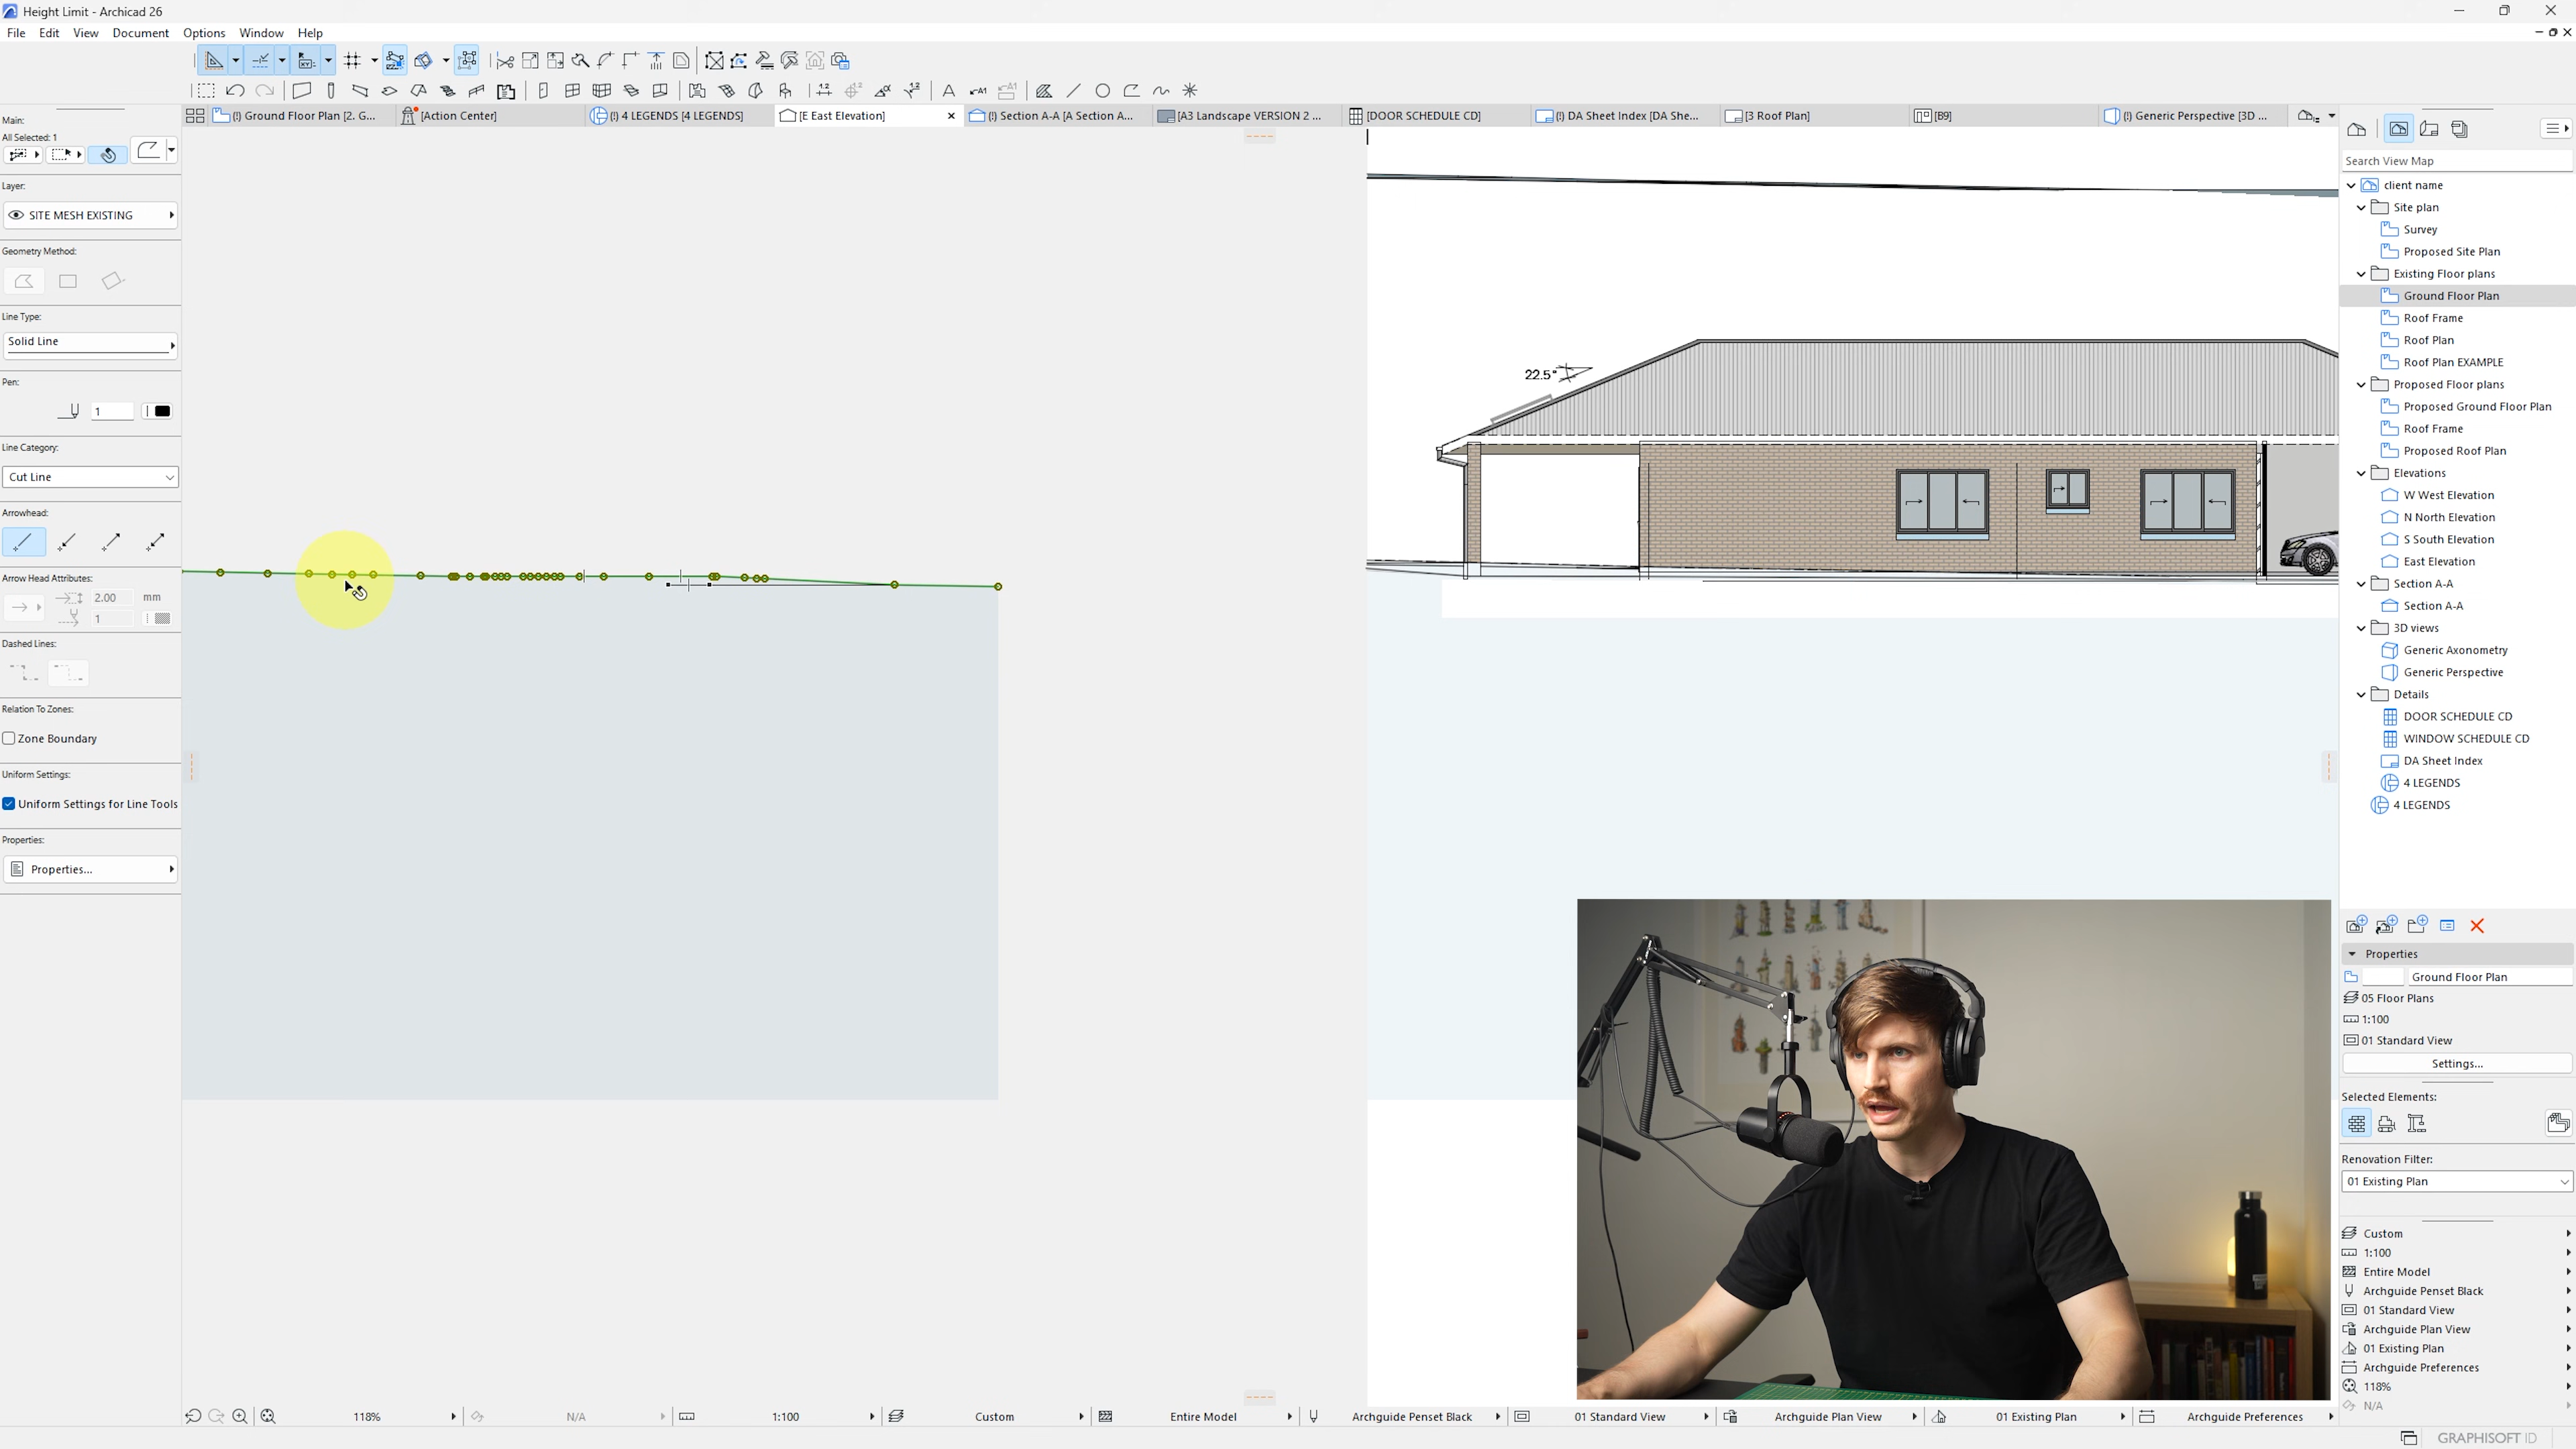 Height Limit - Archicad 26
File Edit View Document Options Window Help
(!) Ground Floor Plan [2. G... [Action Center] (!) 4 LEGENDS [4 LEGENDS] [E East Elevation] (!) Section A-A [A Section A... [A3 Landscape VERSION 2 ... [DOOR SCHEDULE CD] (!) DA Sheet Index [DA She... [3 Roof Plan] [B9] (!) Generic Perspective [3D ...
Main:
All Selected: 1
Layer:
SITE MESH EXISTING
Geometry Method:
Line Type:
Solid Line
Pen:
1
Line Category:
Cut Line
Arrowhead:
Arrow Head Attributes:
2.00 mm
1
Dashed Lines:
Relation To Zones:
Zone Boundary
Uniform Settings:
Uniform Settings for Line Tools
Properties:
Properties...
22.5°
Search View Map
client name
Site plan
Survey
Proposed Site Plan
Existing Floor plans
Ground Floor Plan
Roof Frame
Roof Plan
Roof Plan EXAMPLE
Proposed Floor plans
Proposed Ground Floor Plan
Roof Frame
Proposed Roof Plan
Elevations
W West Elevation
N North Elevation
S South Elevation
East Elevation
Section A-A
Section A-A
3D views
Generic Axonometry
Generic Perspective
Details
DOOR SCHEDULE CD
WINDOW SCHEDULE CD
DA Sheet Index
4 LEGENDS
4 LEGENDS
Properties
Ground Floor Plan
05 Floor Plans
1:100
01 Standard View
Settings...
Selected Elements:
Renovation Filter:
01 Existing Plan
Custom
1:100
Entire Model
Archguide Penset Black
01 Standard View
Archguide Plan View
01 Existing Plan
Archguide Preferences
118%
N/A
118% N/A 1:100 Custom Entire Model Archguide Penset Black 01 Standard View Archguide Plan View 01 Existing Plan Archguide Preferences
GRAPHISOFT ID